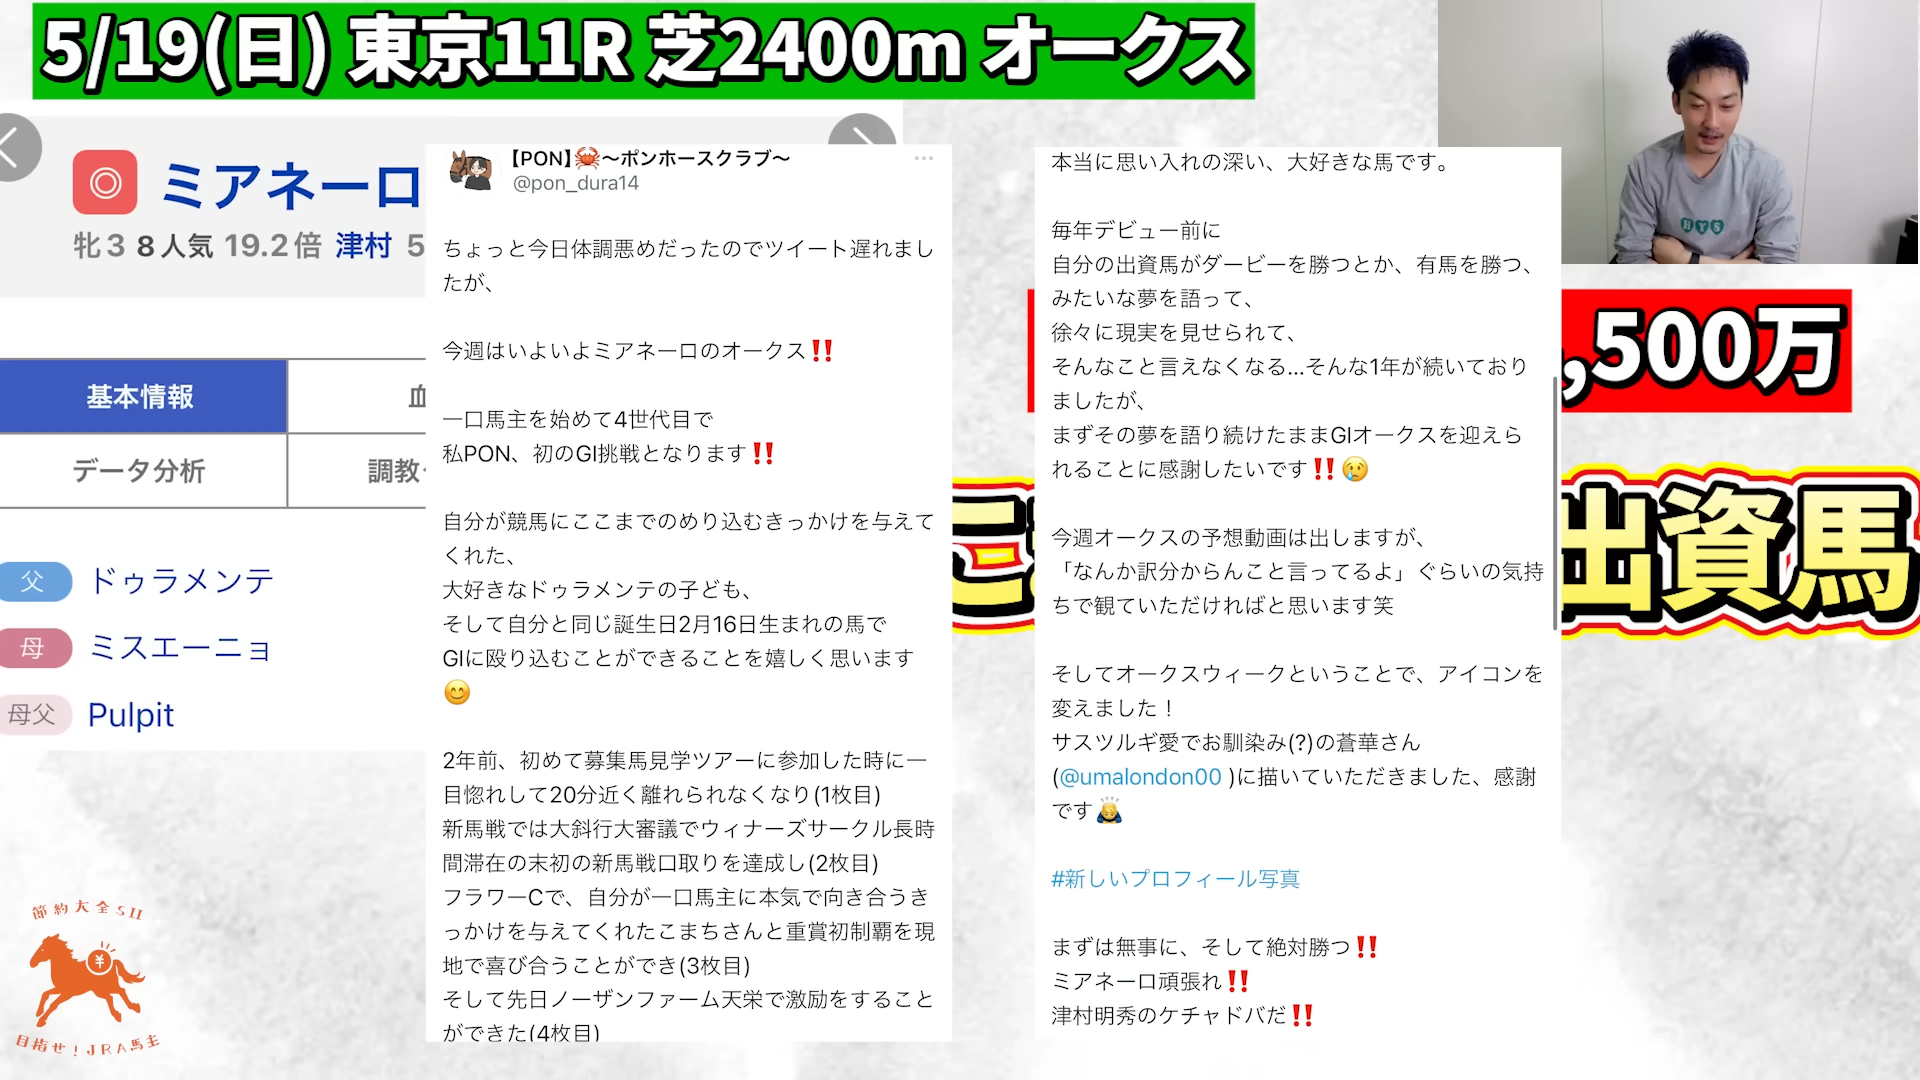 5/19(日) 東京11R 芝2400m オークス
◎ ミアネーロ
牝3 8人気 19.2倍 津村 5
基本情報
データ分析
調教
父 ドゥラメンテ
母 ミスエーニョ
母父 Pulpit
節約大全SII
¥
目指せ!JRA馬主
【PON】🦀〜ポンホースクラブ〜
@pon_dura14
ちょっと今日体調悪めだったのでツイート遅れまし
たが、
今週はいよいよミアネーロのオークス‼️
一口馬主を始めて4世代目で
私PON、初のGI挑戦となります‼️
自分が競馬にここまでのめり込むきっかけを与えて
くれた、
大好きなドゥラメンテの子ども、
そして自分と同じ誕生日2月16日生まれの馬で
GIに殴り込むことができることを嬉しく思います
😊
2年前、初めて募集馬見学ツアーに参加した時に一
目惚れして20分近く離れられなくなり(1枚目)
新馬戦では大斜行大審議でウィナーズサークル長時
間滞在の末初の新馬戦口取りを達成し(2枚目)
フラワーCで、自分が一口馬主に本気で向き合うき
っかけを与えてくれたこまちさんと重賞初制覇を現
地で喜び合うことができ(3枚目)
そして先日ノーザンファーム天栄で激励をすること
ができた(4枚目)
本当に思い入れの深い、大好きな馬です。
毎年デビュー前に
自分の出資馬がダービーを勝つとか、有馬を勝つ、
みたいな夢を語って、
徐々に現実を見せられて、
そんなこと言えなくなる...そんな1年が続いており
ましたが、
まずその夢を語り続けたままGIオークスを迎えら
れることに感謝したいです‼️😢
今週オークスの予想動画は出しますが、
「なんか訳分からんこと言ってるよ」ぐらいの気持
ちで観ていただければと思います笑
そしてオークスウィークということで、アイコンを
変えました！
サスツルギ愛でお馴染み(?)の蒼華さん
(@umalondon00 )に描いていただきました、感謝
です🙇
#新しいプロフィール写真
まずは無事に、そして絶対勝つ‼️
ミアネーロ頑張れ‼️
津村明秀のケチャドバだ‼️
HYS
,500万
出資馬